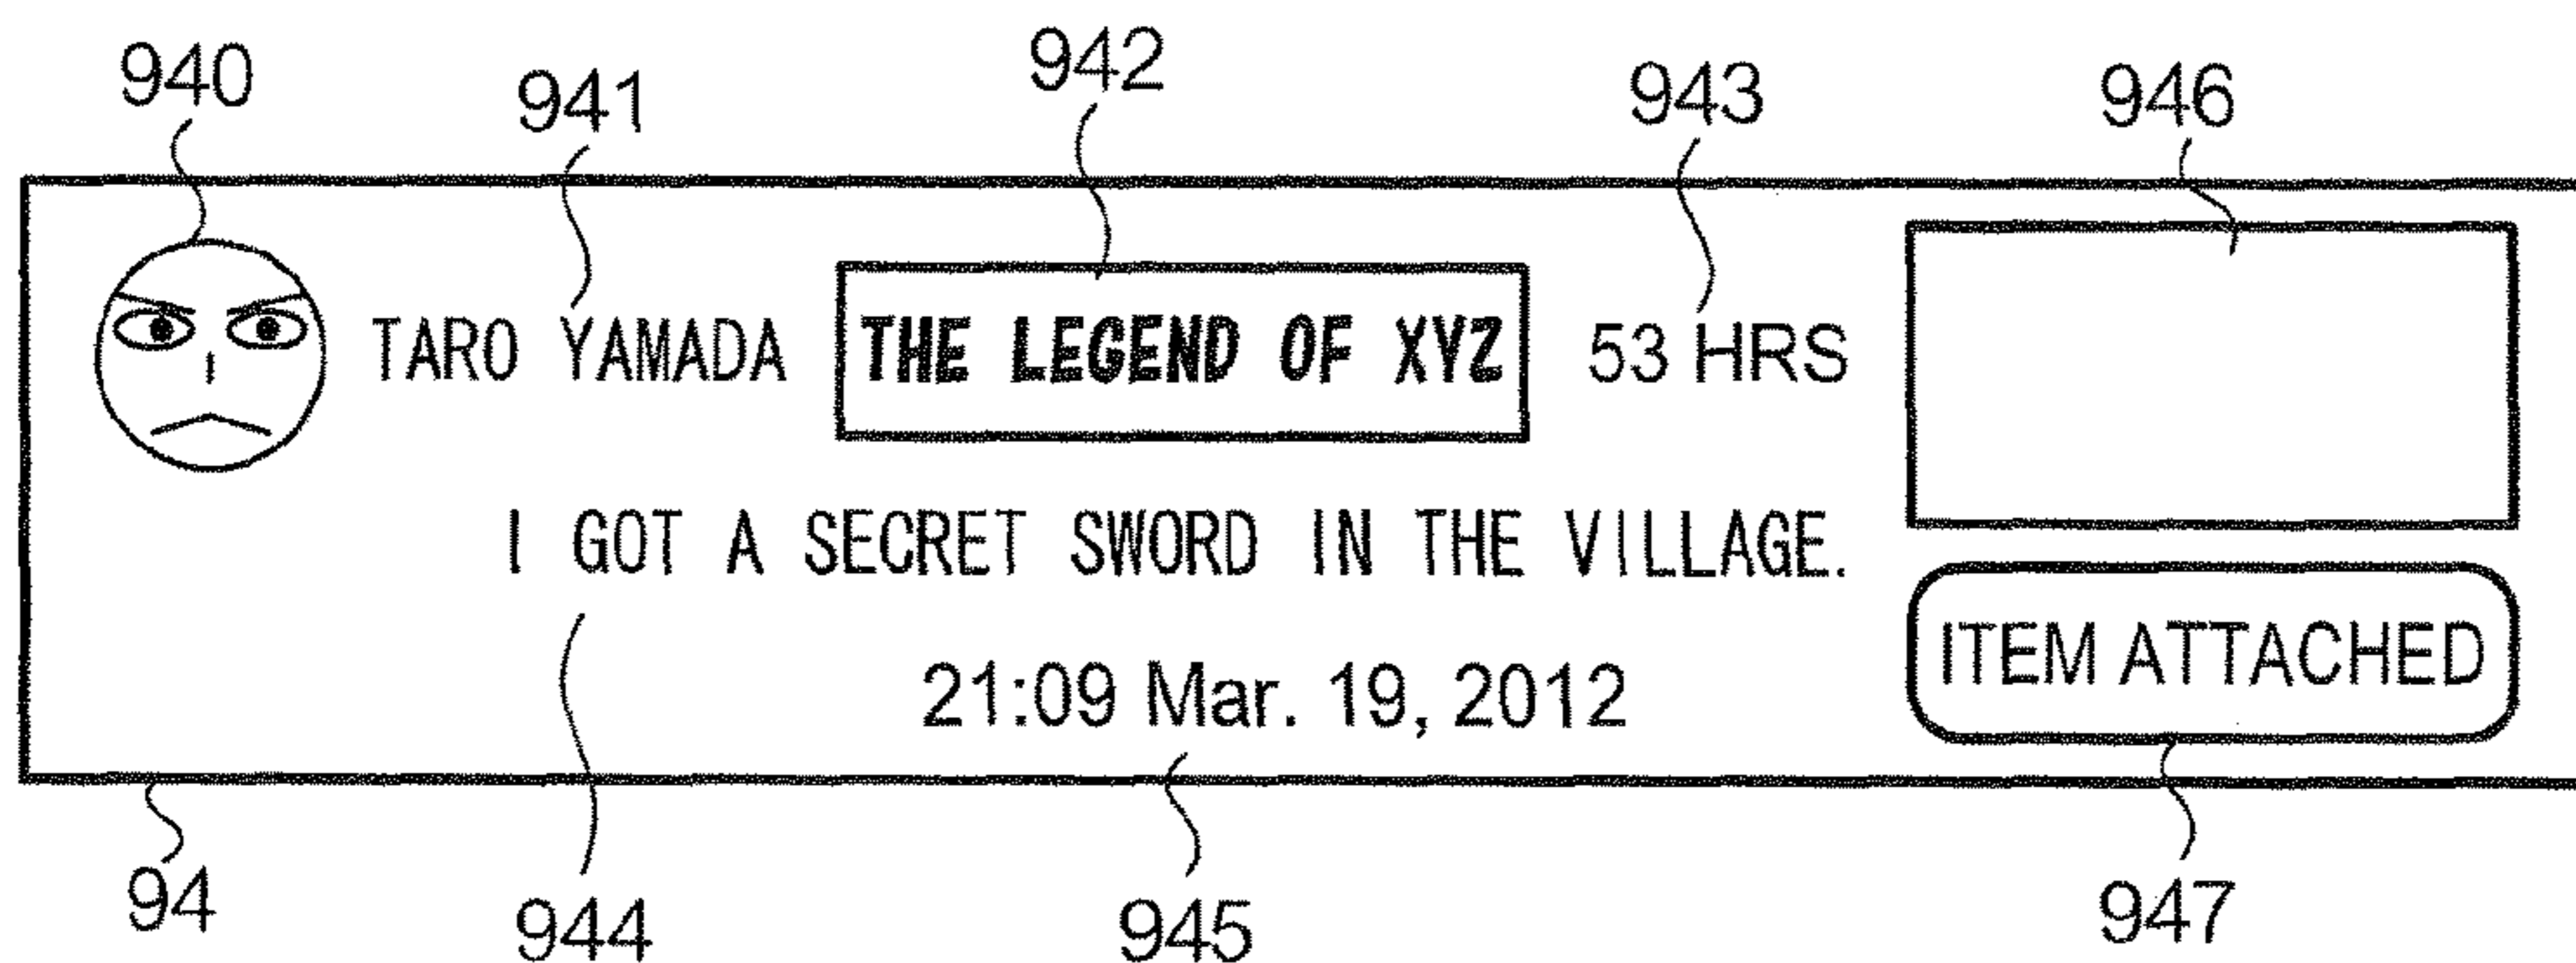 940 941 942 943 946
TARO YAMADA THE LEGEND OF XYZ 53 HRS
I GOT A SECRET SWORD IN THE VILLAGE.
ITEM ATTACHED
21:09 Mar. 19, 2012
94 944 945 947